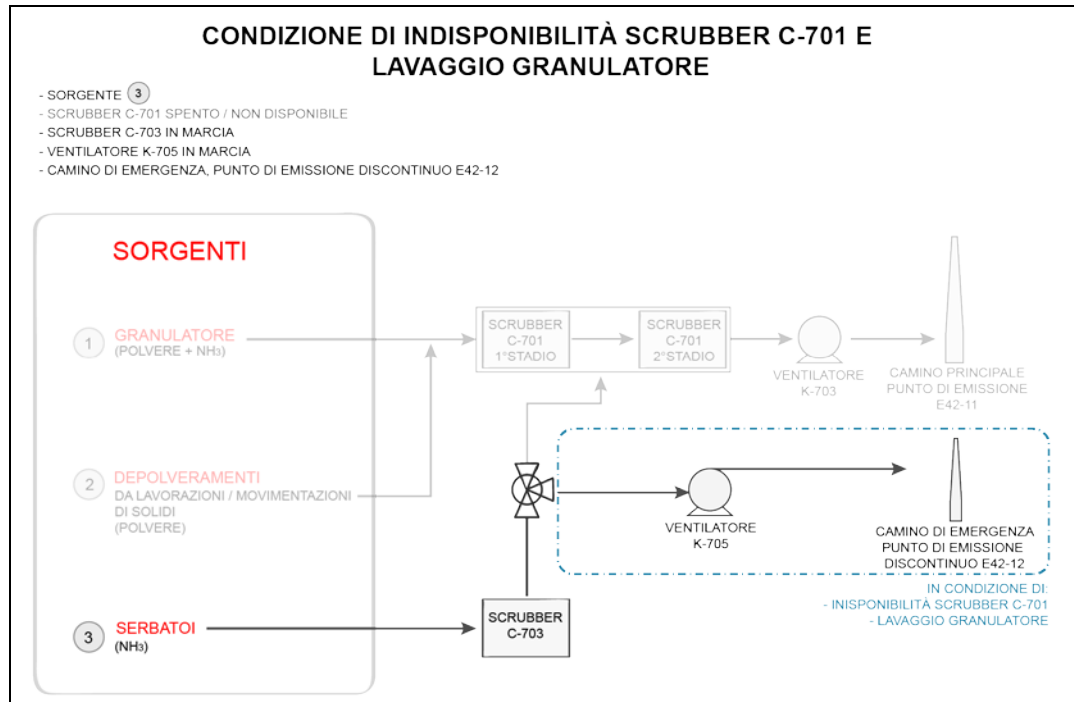 CONDIZIONE DI INDISPONIBILITÀ SCRUBBER C-701 E
LAVAGGIO GRANULATORE
- SORGENTE 3
- SCRUBBER C-701 SPENTO / NON DISPONIBILE
- SCRUBBER C-703 IN MARCIA
- VENTILATORE K-705 IN MARCIA
- CAMINO DI EMERGENZA, PUNTO DI EMISSIONE DISCONTINUO E42-12
SORGENTI
1 GRANULATORE
(POLVERE + NH₃)
SCRUBBER
C-701
1°STADIO
SCRUBBER
C-701
2°STADIO
VENTILATORE
K-703
CAMINO PRINCIPALE
PUNTO DI EMISSIONE
E42-11
2 DEPOLVERAMENTI
DA LAVORAZIONI / MOVIMENTAZIONI
DI SOLIDI
(POLVERE)
VENTILATORE
K-705
CAMINO DI EMERGENZA
PUNTO DI EMISSIONE
DISCONTINUO E42-12
IN CONDIZIONE DI:
- INISPONIBILITÀ SCRUBBER C-701
- LAVAGGIO GRANULATORE
3 SERBATOI
(NH₃)
SCRUBBER
C-703